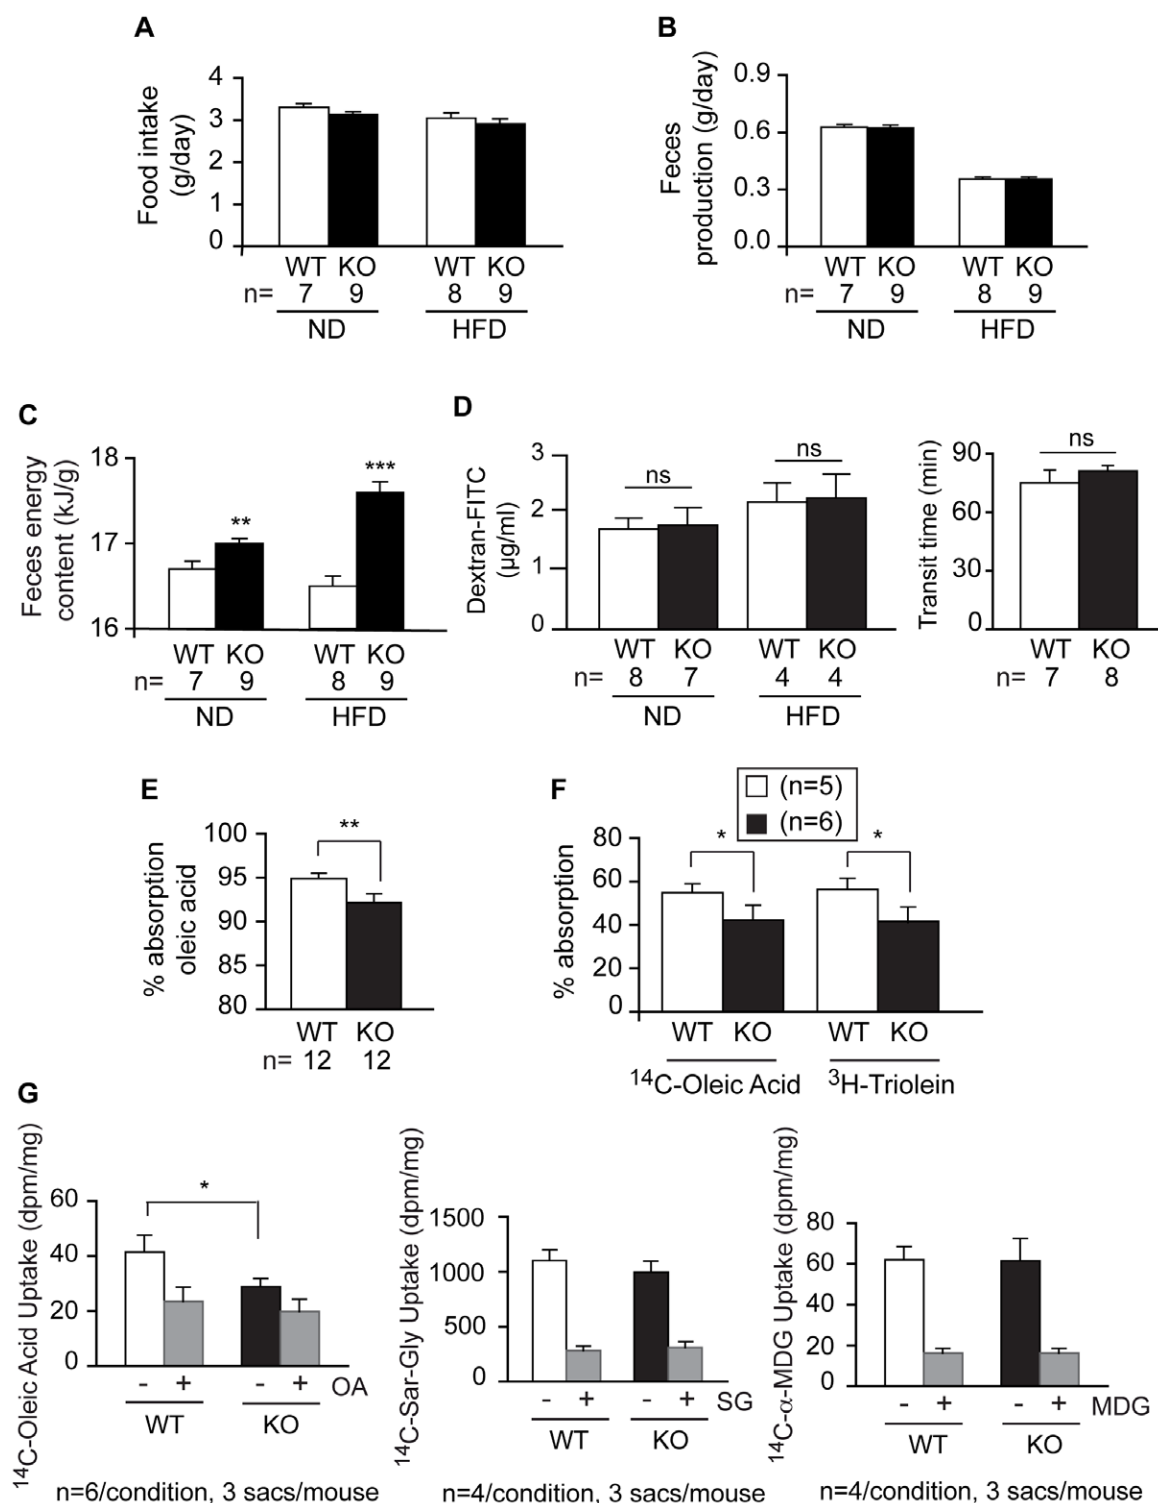 A
Food intake
(g/day)
4
3
2
1
0
WT KO WT KO
n= 7 9 8 9
ND HFD
B
Feces
production (g/day)
0.9
0.6
0.3
0.0
WT KO WT KO
n= 7 9 8 9
ND HFD
C
Feces energy
content (kJ/g)
18
17
16
** ***
WT KO WT KO
n= 7 9 8 9
ND HFD
D
Dextran-FITC
(µg/ml)
3
2
1
0
ns ns
WT KO WT KO
n= 8 7 4 4
ND HFD
Transit time (min)
90
60
30
0
ns
WT KO
n= 7 8
E
% absorption
oleic acid
100
95
90
85
80
**
WT KO
n= 12 12
F
(n=5)
(n=6)
% absorption
80
60
40
20
0
* *
WT KO WT KO
14C-Oleic Acid 3H-Triolein
G
14C-Oleic Acid Uptake (dpm/mg)
60
40
20
0
*
- + - + OA
WT KO
n=6/condition, 3 sacs/mouse
14C-Sar-Gly Uptake (dpm/mg)
1500
1000
500
0
- + - + SG
WT KO
n=4/condition, 3 sacs/mouse
14C-α-MDG Uptake (dpm/mg)
80
60
40
20
0
- + - + MDG
WT KO
n=4/condition, 3 sacs/mouse